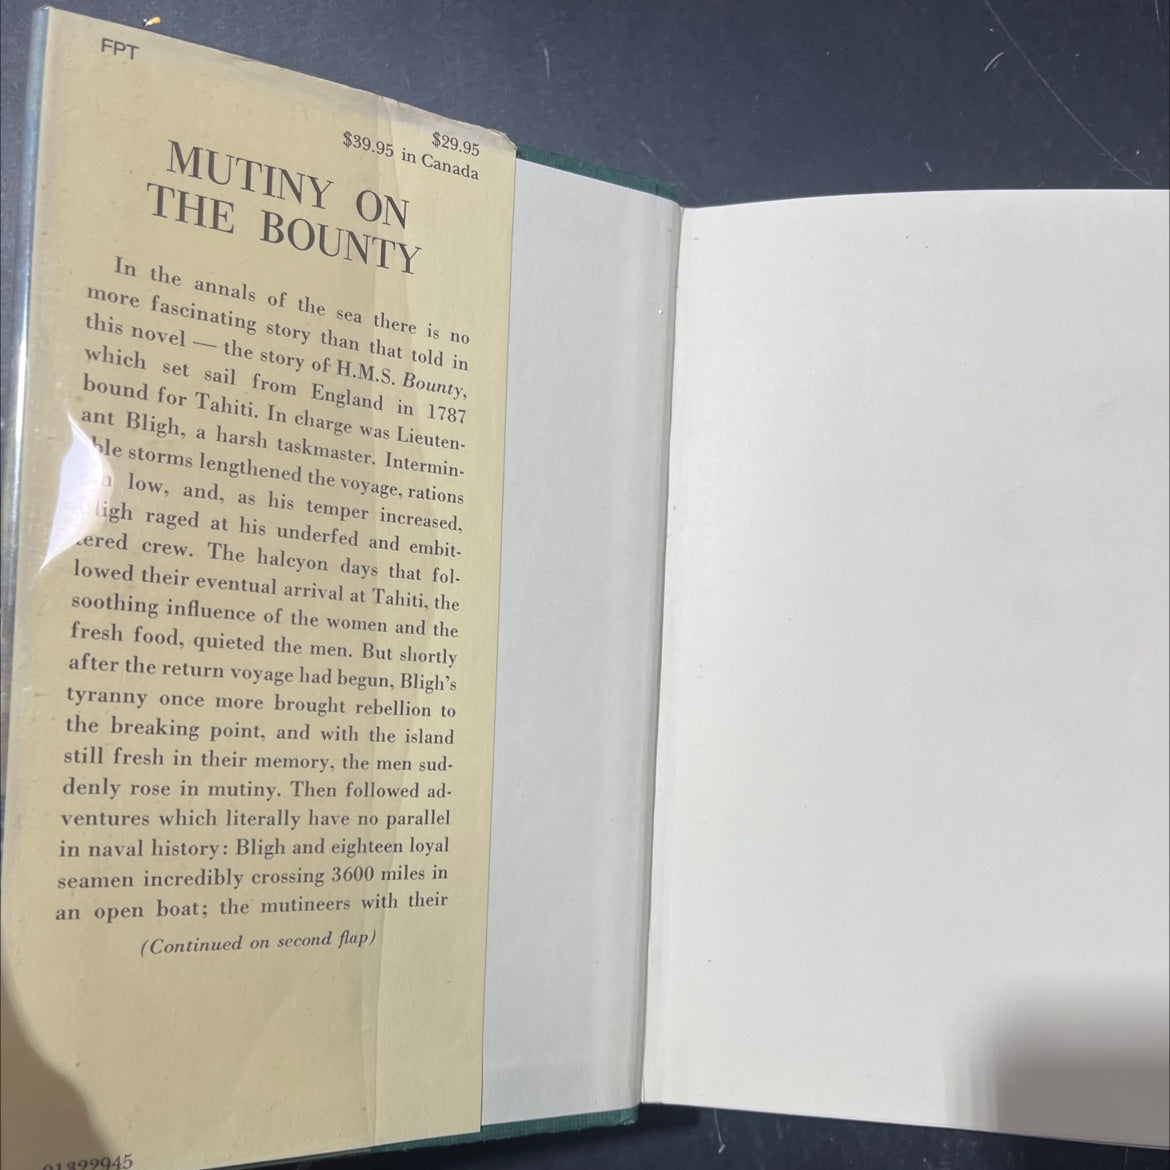 FPT
$29.95
$39.95 in Canada
MUTINY ON
THE BOUNTY
In the annals of the sea there is no
more fascinating story than that told in
this novel — the story of H.M.S. Bounty,
which set sail from England in 1787
bound for Tahiti. In charge was Lieuten-
ant Bligh, a harsh taskmaster. Intermin-
able storms lengthened the voyage, rations
low, and, as his temper increased,
Bligh raged at his underfed and embit-
tered crew. The halcyon days that fol-
lowed their eventual arrival at Tahiti, the
soothing influence of the women and the
fresh food, quieted the men. But shortly
after the return voyage had begun, Bligh's
tyranny once more brought rebellion to
the breaking point, and with the island
still fresh in their memory, the men sud-
denly rose in mutiny. Then followed ad-
ventures which literally have no parallel
in naval history: Bligh and eighteen loyal
seamen incredibly crossing 3600 miles in
an open boat; the mutineers with their
(Continued on second flap)
01322945